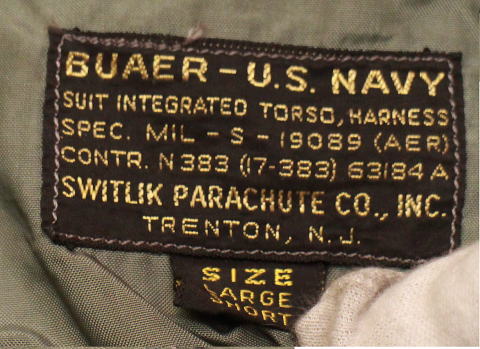 BUAER - U.S. NAVY
SUIT INTEGRATED TORSO, HARNESS
SPEC. MIL - S - 19089 (AER)
CONTR. N383 (17-383) 63184A
SWITLIK PARACHUTE CO., INC.
TRENTON, N.J.
SIZE
LARGE
SHORT